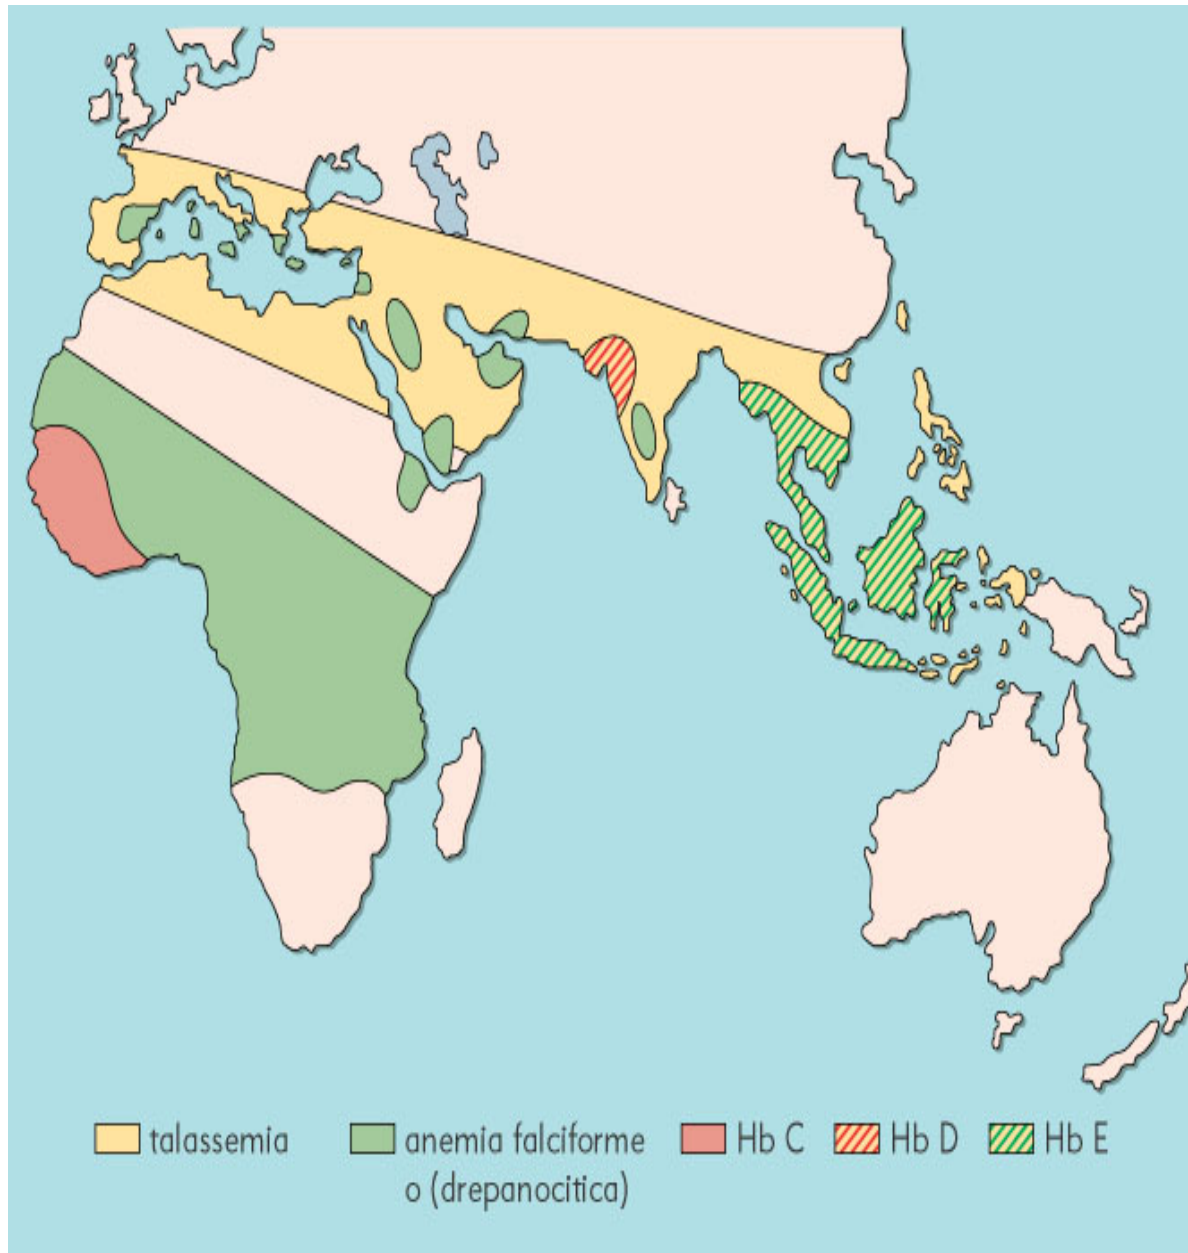 talassemia
anemia falciforme
o (drepanocitica)
Hb C
Hb D
Hb E